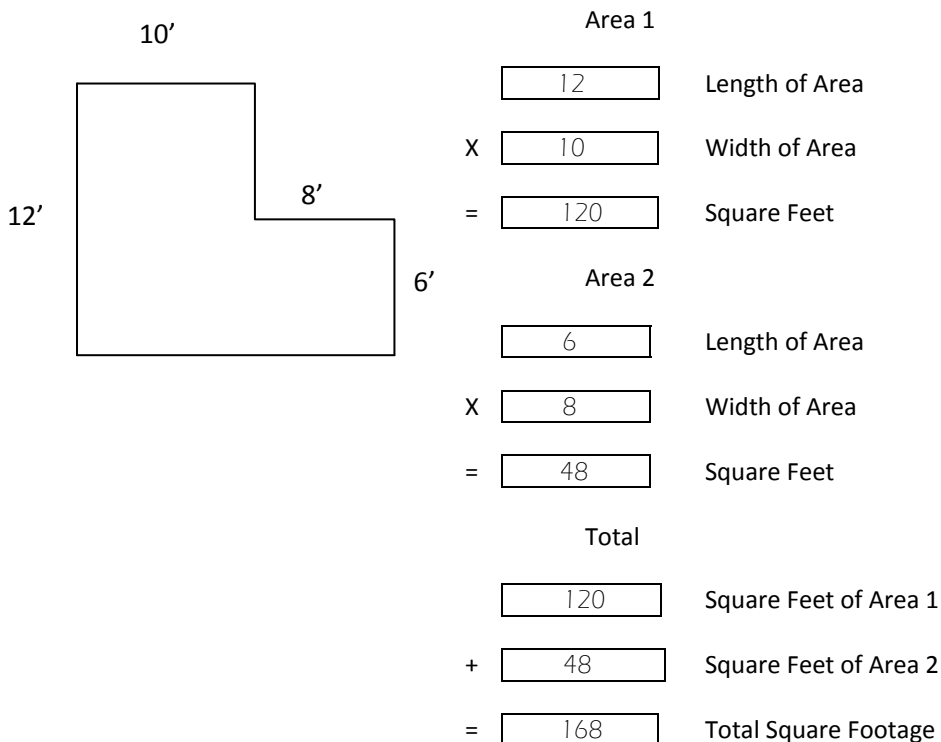 10’
12’
8’
6’
Area 1
12 Length of Area
X 10 Width of Area
= 120 Square Feet
Area 2
6 Length of Area
X 8 Width of Area
= 48 Square Feet
Total
120 Square Feet of Area 1
+ 48 Square Feet of Area 2
= 168 Total Square Footage